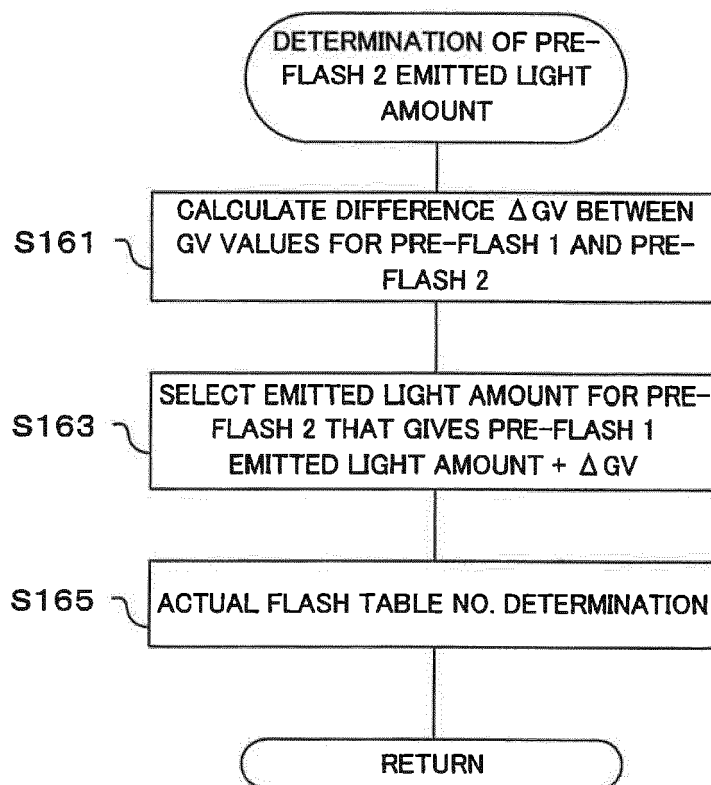 DETERMINATION OF PRE-
FLASH 2 EMITTED LIGHT
AMOUNT
S161
CALCULATE DIFFERENCE ΔGV BETWEEN
GV VALUES FOR PRE-FLASH 1 AND PRE-
FLASH 2
S163
SELECT EMITTED LIGHT AMOUNT FOR PRE-
FLASH 2 THAT GIVES PRE-FLASH 1
EMITTED LIGHT AMOUNT + ΔGV
S165
ACTUAL FLASH TABLE NO. DETERMINATION
RETURN